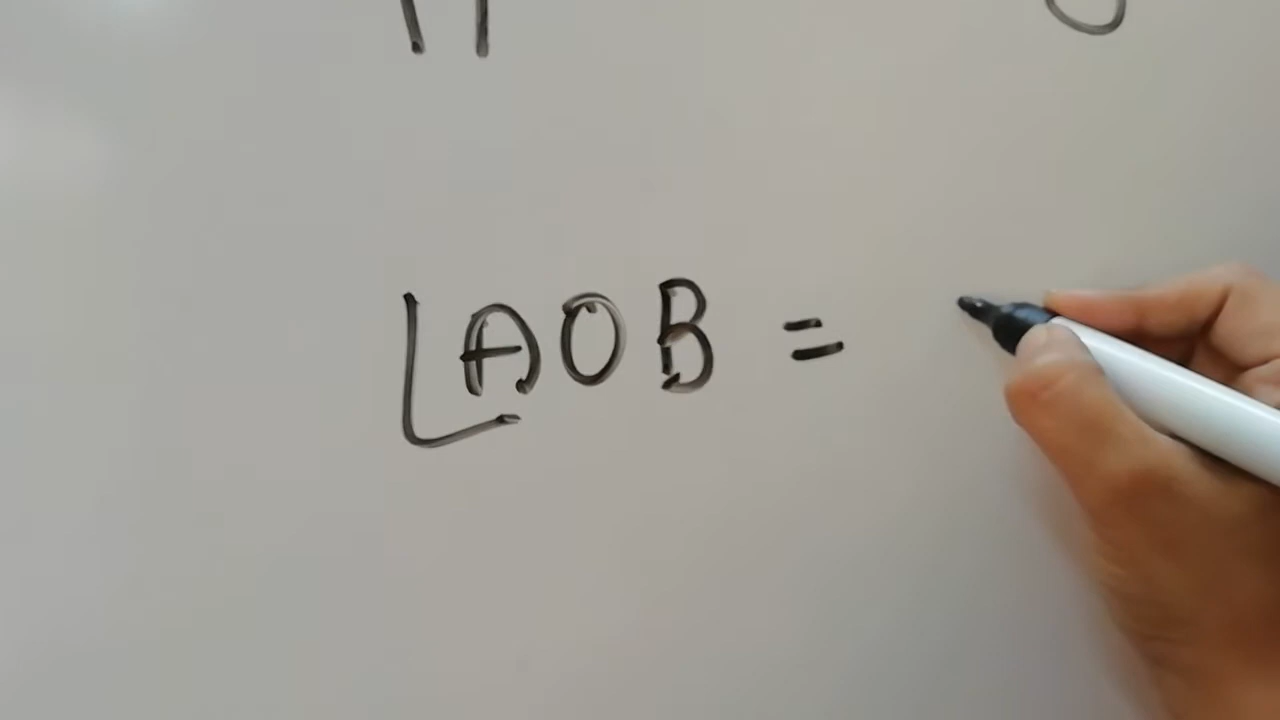 ∠AOB =